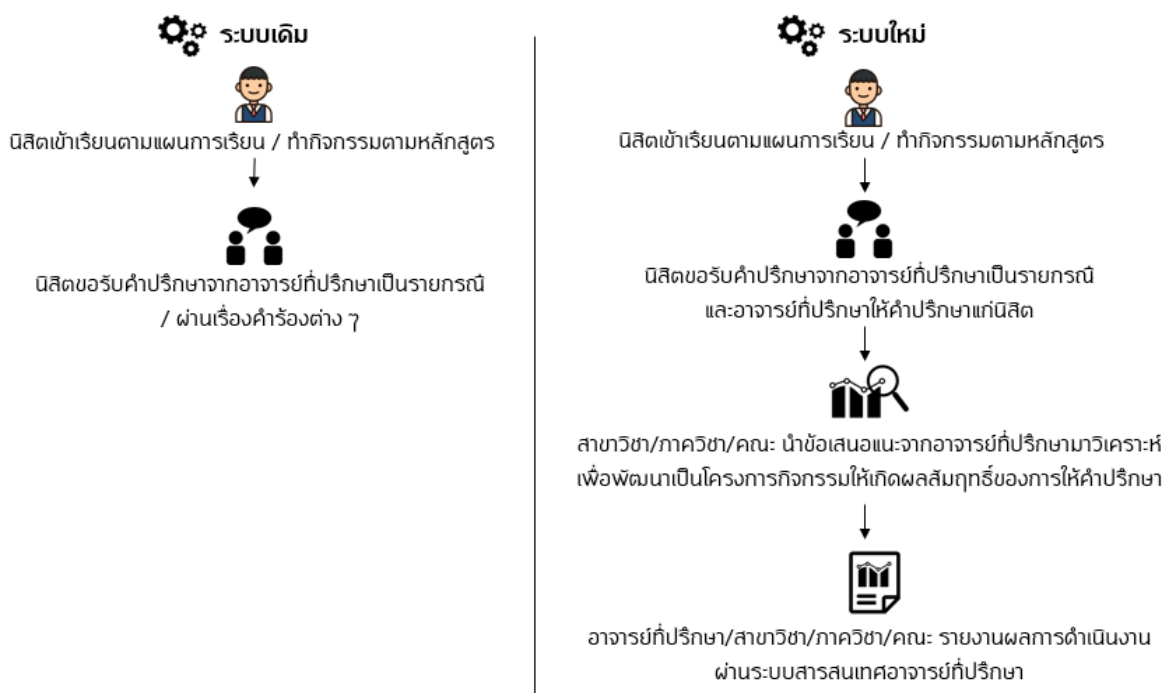 ระบบเดิม
นิสิตเข้าเรียนตามแผนการเรียน / ทำกิจกรรมตามหลักสูตร
นิสิตขอรับคำปรึกษาจากอาจารย์ที่ปรึกษาเป็นรายกรณี
/ ผ่านเรื่องคำร้องต่าง ๆ
ระบบใหม่
นิสิตเข้าเรียนตามแผนการเรียน / ทำกิจกรรมตามหลักสูตร
นิสิตขอรับคำปรึกษาจากอาจารย์ที่ปรึกษาเป็นรายกรณี
และอาจารย์ที่ปรึกษาให้คำปรึกษาแก่นิสิต
สาขาวิชา/ภาควิชา/คณะ นำข้อเสนอแนะจากอาจารย์ที่ปรึกษามาวิเคราะห์
เพื่อพัฒนาเป็นโครงการกิจกรรมให้เกิดผลสัมฤทธิ์ของการให้คำปรึกษา
อาจารย์ที่ปรึกษา/สาขาวิชา/ภาควิชา/คณะ รายงานผลการดำเนินงาน
ผ่านระบบสารสนเทศอาจารย์ที่ปรึกษา